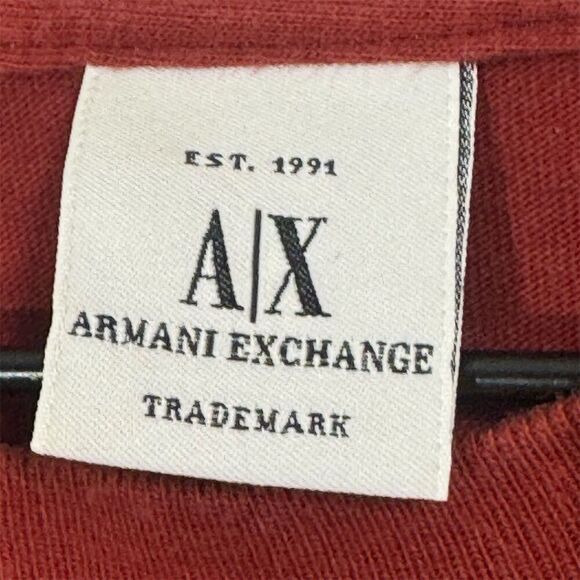 EST. 1991
A|X
ARMANI EXCHANGE
TRADEMARK